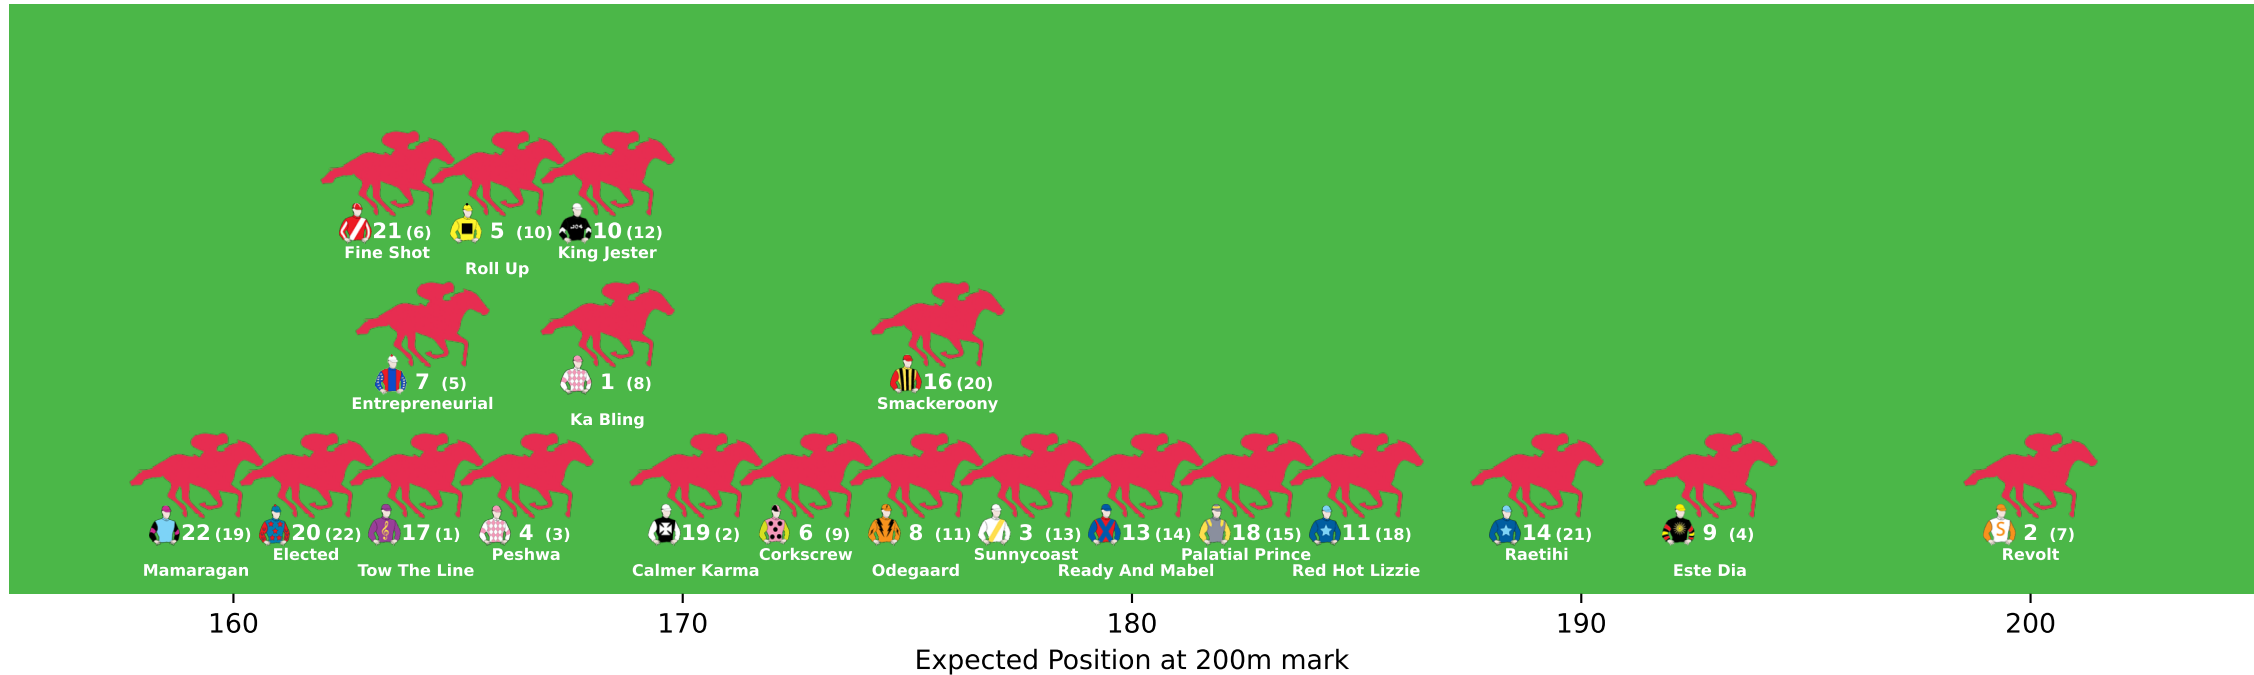 21 (6) 5 (10) 10 (12)
Fine Shot King Jester
Roll Up
7 (5) 1 (8) 16 (20)
Entrepreneurial Smackeroony
Ka Bling
22 (19) 20 (22) 17 (1) 4 (3) 19 (2) 6 (9) 8 (11) 3 (13) 13 (14) 18 (15) 11 (18) 14 (21) 9 (4) 2 (7)
Elected Peshwa Corkscrew Sunnycoast Palatial Prince Raetihi Revolt
Mamaragan Tow The Line Calmer Karma Odegaard Ready And Mabel Red Hot Lizzie Este Dia
160 170 180 190 200
Expected Position at 200m mark